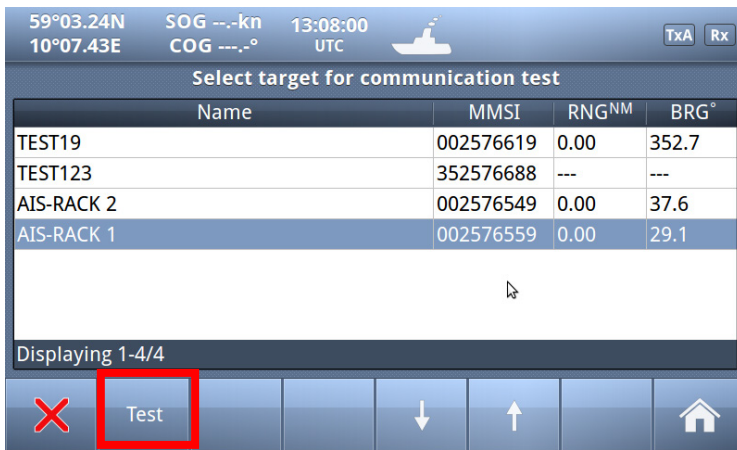 59°03.24N SOG --.-kn 13:08:00 TxA Rx
10°07.43E COG ---.-° UTC
Select target for communication test
Name MMSI RNGNM BRG°
TEST19 002576619 0.00 352.7
TEST123 352576688 --- ---
AIS-RACK 2 002576549 0.00 37.6
AIS-RACK 1 002576559 0.00 29.1
Displaying 1-4/4
Test